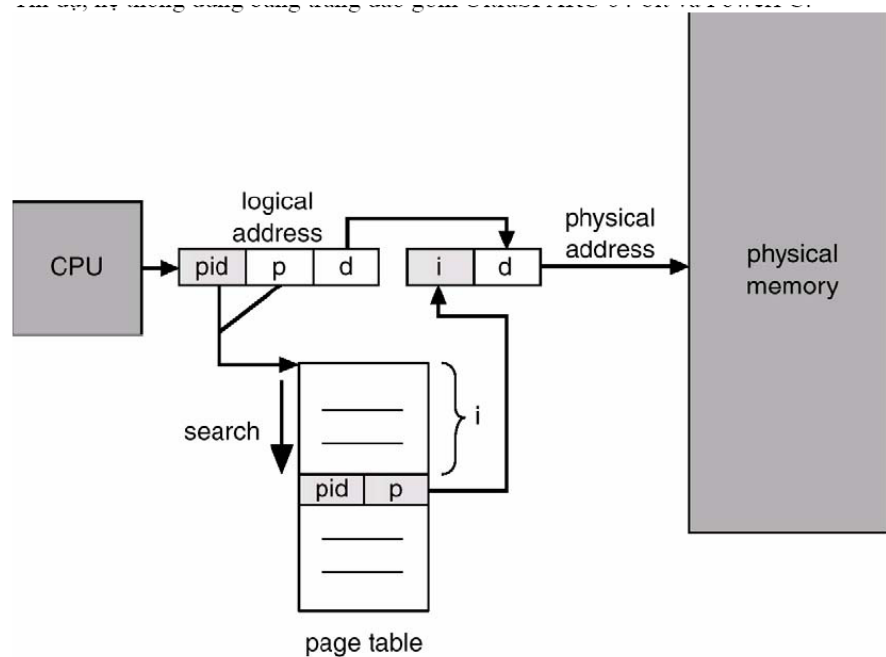 logical
address
physical
address
CPU
pid p d
i d
physical
memory
search
i
pid p
page table